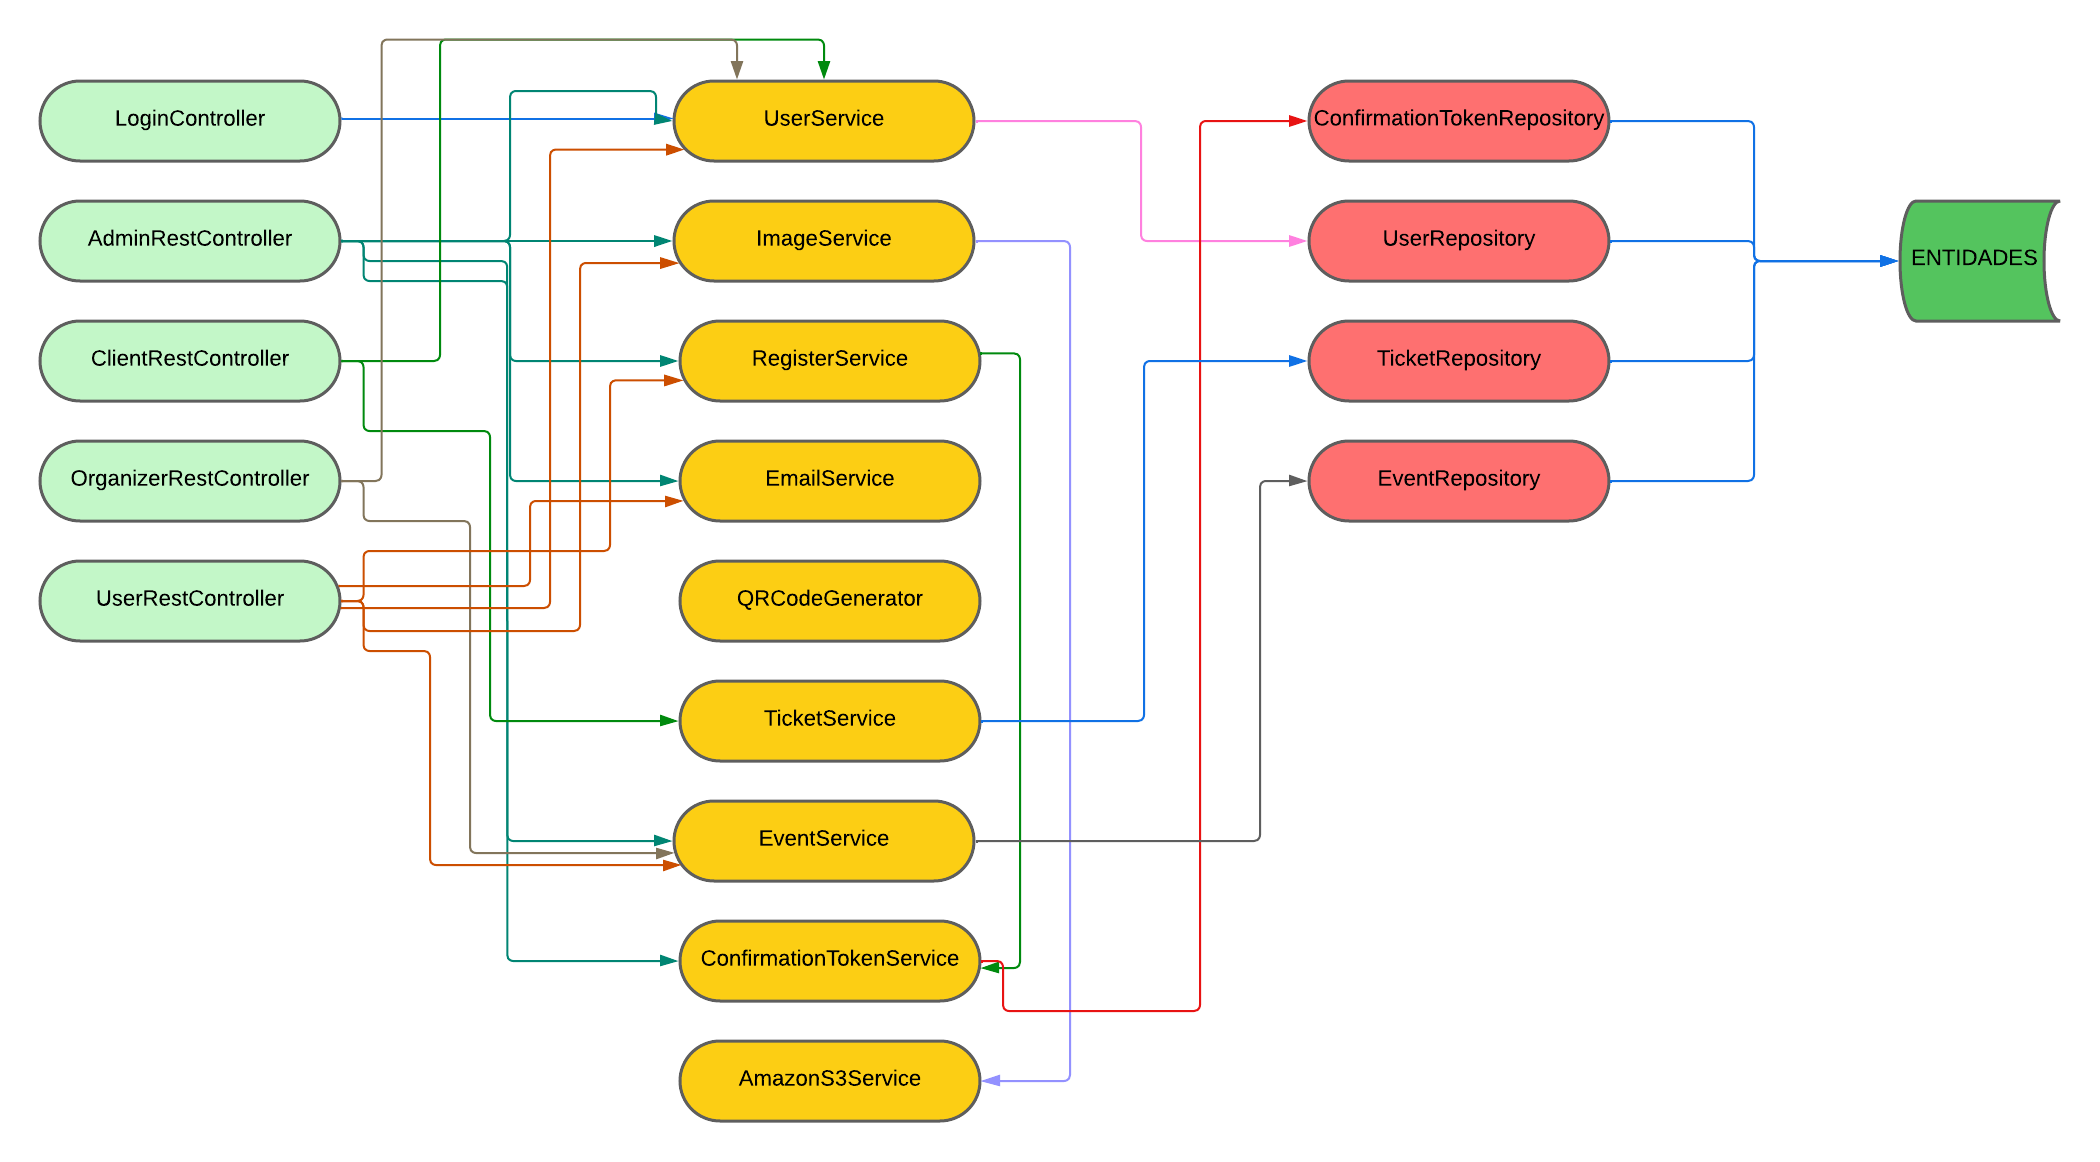 LoginController
AdminRestController
ClientRestController
OrganizerRestController
UserRestController
UserService
ImageService
RegisterService
EmailService
QRCodeGenerator
TicketService
EventService
ConfirmationTokenService
AmazonS3Service
ConfirmationTokenRepository
UserRepository
TicketRepository
EventRepository
ENTIDADES